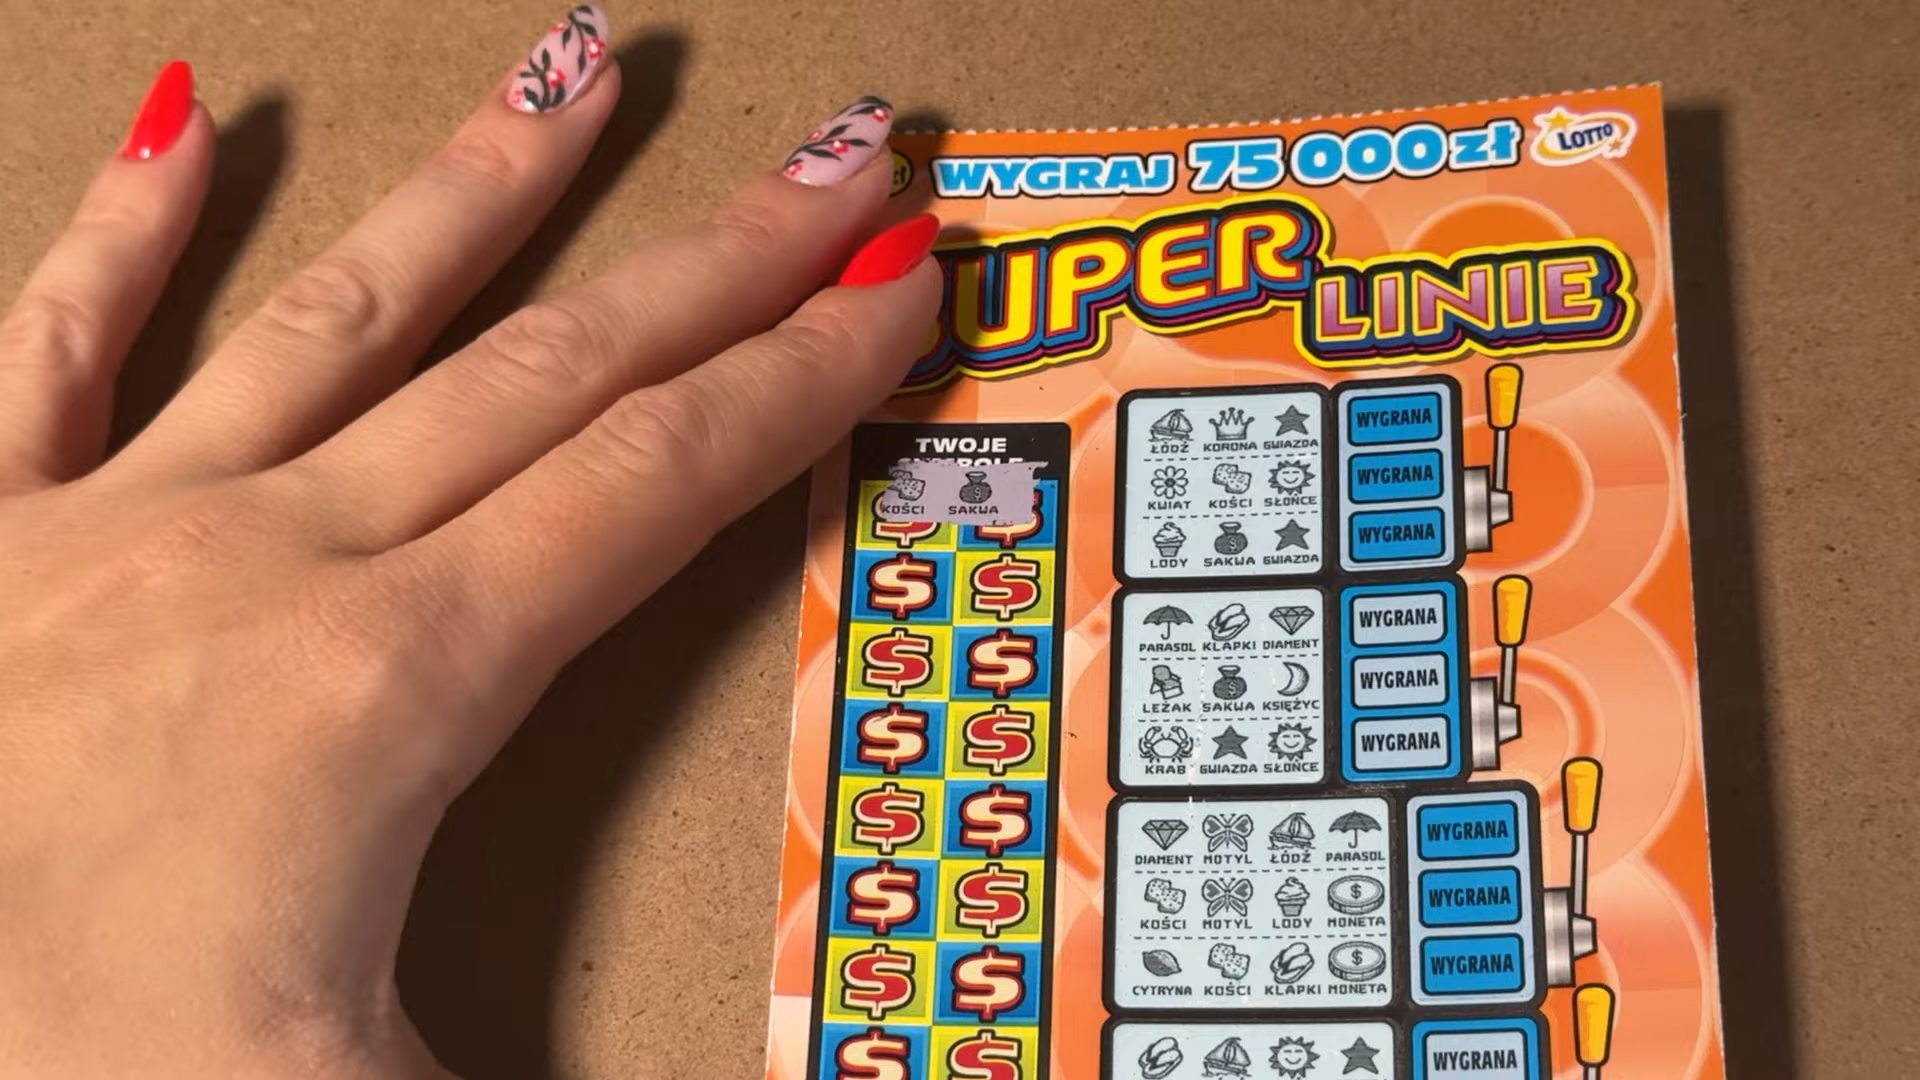 WYGRAJ 75 000 zł
LOTTO
SUPER LINIE
TWOJE
KOŚCI SAKWA
ŁÓDŹ KORONA GWIAZDA
KWIAT KOŚCI SŁOŃCE
LODY SAKWA GWIAZDA
WYGRANA
WYGRANA
WYGRANA
PARASOL KLAPKI DIAMENT
LEŻAK SAKWA KSIĘŻYC
KRAB GWIAZDA SŁOŃCE
WYGRANA
WYGRANA
WYGRANA
DIAMENT MOTYL ŁÓDŹ PARASOL
KOŚCI MOTYL LODY MONETA
CYTRYNA KOŚCI KLAPKI MONETA
WYGRANA
WYGRANA
WYGRANA
WYGRANA